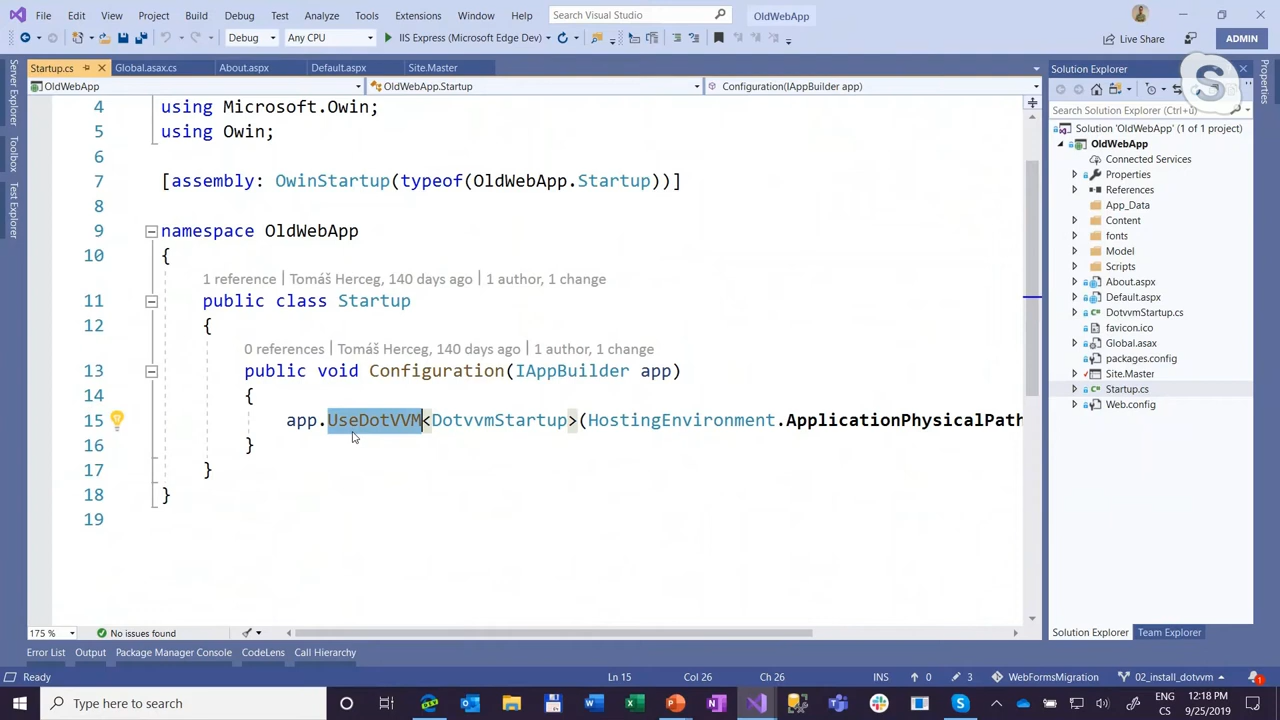 File Edit View Project Build Debug Test Analyze Tools Extensions Window Help Search Visual Studio OldWebApp
Debug Any CPU IIS Express (Microsoft Edge Dev) Live Share ADMIN
Startup.cs Global.asax.cs About.aspx Default.aspx Site.Master
OldWebApp OldWebApp.Startup Configuration(IAppBuilder app)
Server Explorer
Toolbox
Test Explorer
4 using Microsoft.Owin;
5 using Owin;
6
7 [assembly: OwinStartup(typeof(OldWebApp.Startup))]
8
9 namespace OldWebApp
10 {
1 reference | Tomáš Herceg, 140 days ago | 1 author, 1 change
11 public class Startup
12 {
0 references | Tomáš Herceg, 140 days ago | 1 author, 1 change
13 public void Configuration(IAppBuilder app)
14 {
15 app.UseDotVVM<DotvvmStartup>(HostingEnvironment.ApplicationPhysicalPath
16 }
17 }
18 }
19
175 % No issues found
Solution Explorer
Search Solution Explorer (Ctrl+ů)
Solution 'OldWebApp' (1 of 1 project)
OldWebApp
Connected Services
Properties
References
App_Data
Content
fonts
Model
Scripts
About.aspx
Default.aspx
DotvvmStartup.cs
favicon.ico
Global.asax
packages.config
Site.Master
Startup.cs
Web.config
Solution Explorer Team Explorer
Properties
Error List Output Package Manager Console CodeLens Call Hierarchy
Ready Ln 15 Col 26 Ch 26 INS 0 3 WebFormsMigration 02_install_dotvvm 1
Type here to search ENG CS 12:18 PM 9/25/2019